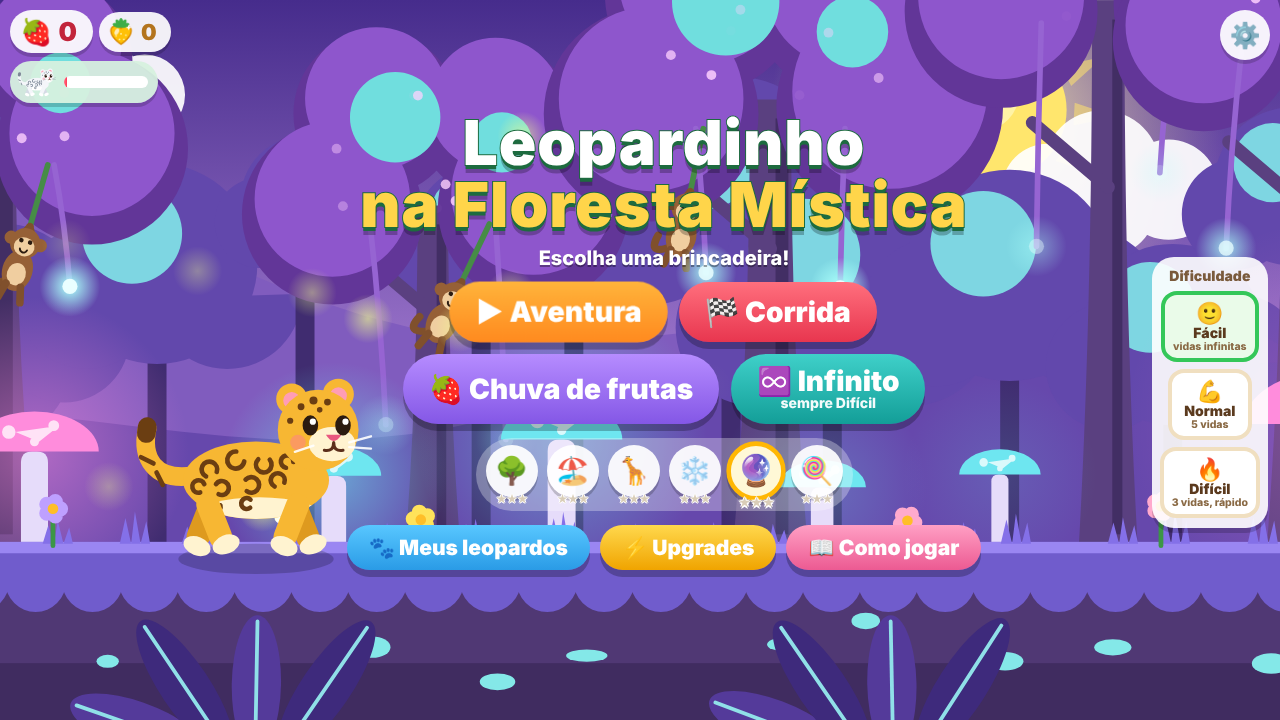 0
0
Leopardinho
na Floresta Mística
Escolha uma brincadeira!
Aventura
Corrida
Chuva de frutas
Infinito
sempre Difícil
Meus leopardos
Upgrades
Como jogar
Dificuldade
Fácil
vidas infinitas
Normal
5 vidas
Difícil
3 vidas, rápido